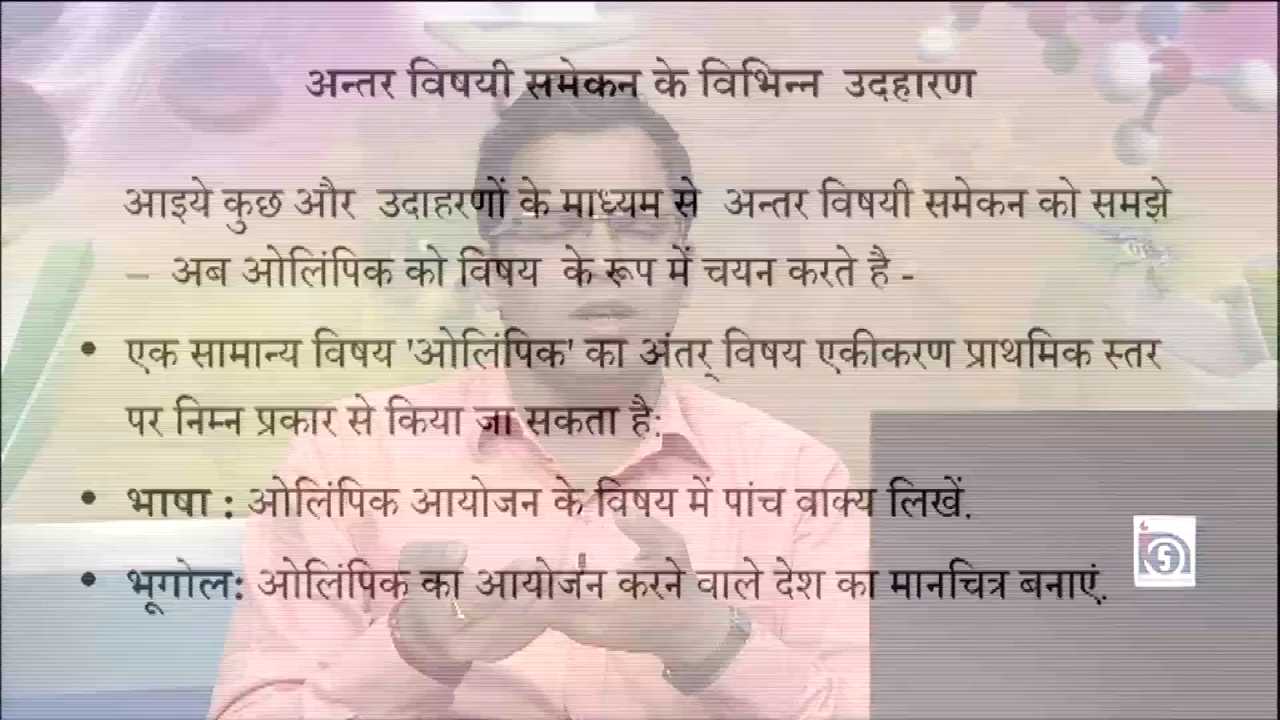 अन्तर विषयी समेकन के विभिन्न उदहारण
आइये कुछ और उदाहरणों के माध्यम से अन्तर विषयी समेकन को समझे
– अब ओलिंपिक को विषय के रूप में चयन करते है -
• एक सामान्य विषय 'ओलिंपिक' का अंतर् विषय एकीकरण प्राथमिक स्तर
पर निम्न प्रकार से किया जा सकता है:
• भाषा : ओलिंपिक आयोजन के विषय में पांच वाक्य लिखें.
• भूगोल: ओलिंपिक का आयोजन करने वाले देश का मानचित्र बनाएं.
5